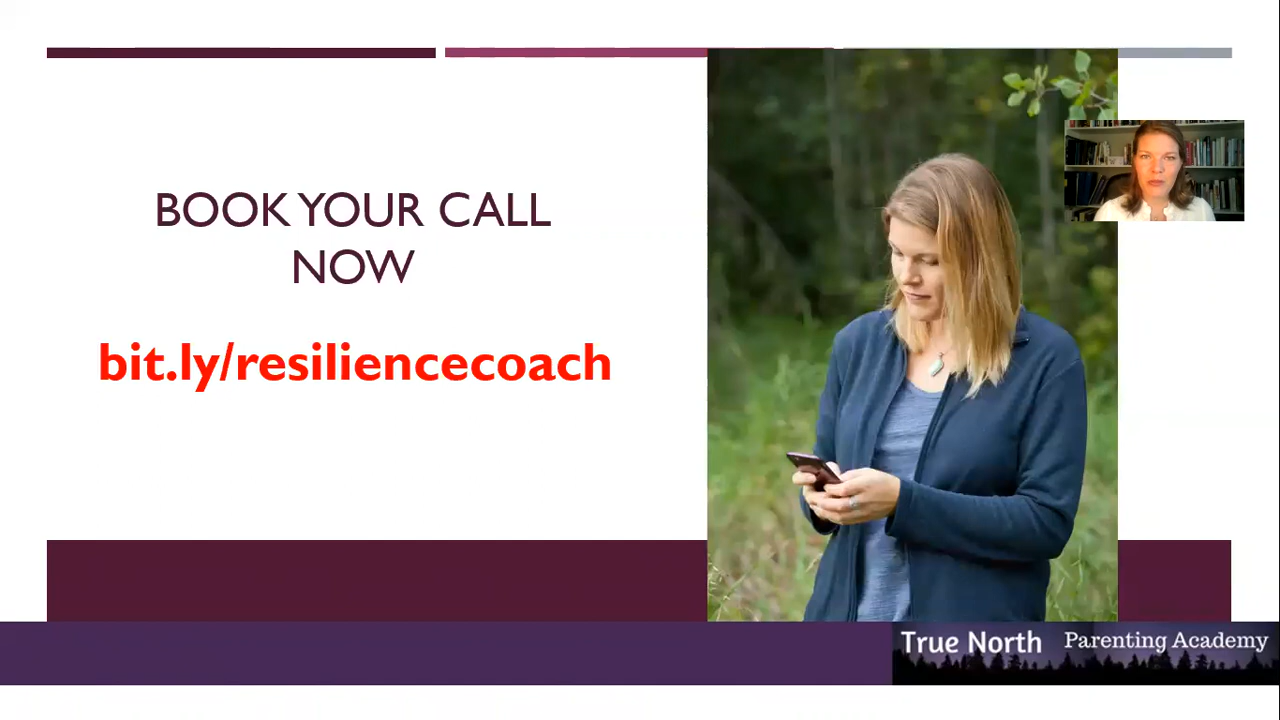 BOOK YOUR CALL
NOW
bit.ly/resiliencecoach
True North Parenting Academy